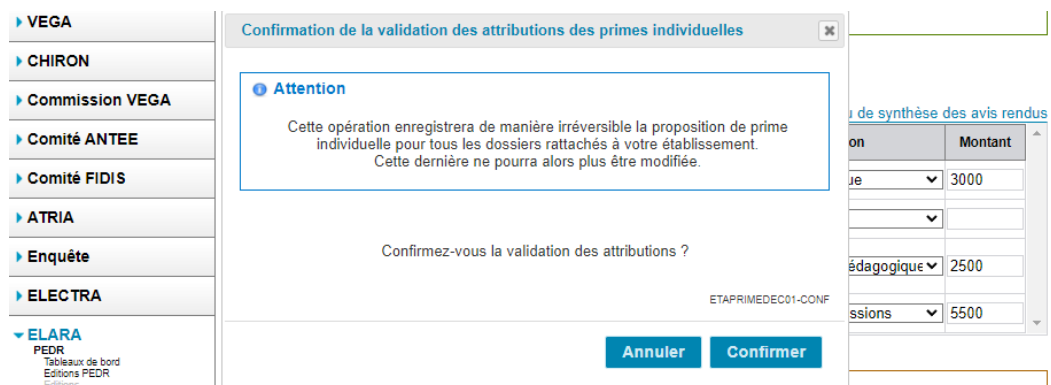 VEGA
CHIRON
Commission VEGA
Comité ANTEE
Comité FIDIS
ATRIA
Enquête
ELECTRA
ELARA
PEDR
Tableaux de bord
Editions PEDR
Editions
Confirmation de la validation des attributions des primes individuelles
Attention
Cette opération enregistrera de manière irréversible la proposition de prime
individuelle pour tous les dossiers rattachés à votre établissement.
Cette dernière ne pourra alors plus être modifiée.
Confirmez-vous la validation des attributions ?
ETAPRIMEDEC01-CONF
Annuler Confirmer
de synthèse des avis rendus
on Montant
ue 3000
édagogique 2500
ssions 5500